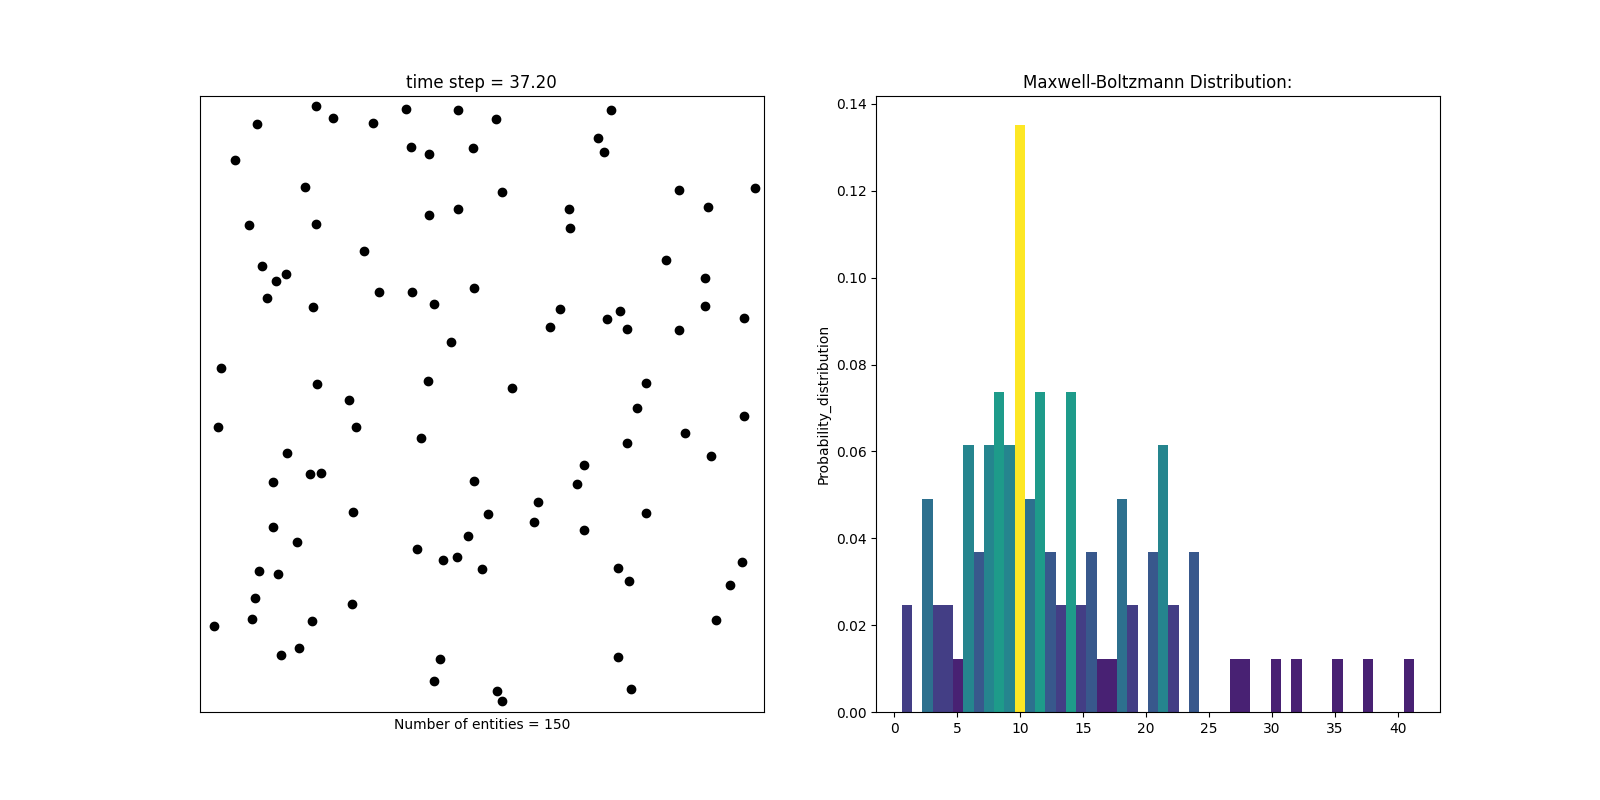 time step = 37.20
Number of entities = 150
Maxwell-Boltzmann Distribution:
Probability_distribution
0.14
0.12
0.10
0.08
0.06
0.04
0.02
0.00
0 5 10 15 20 25 30 35 40